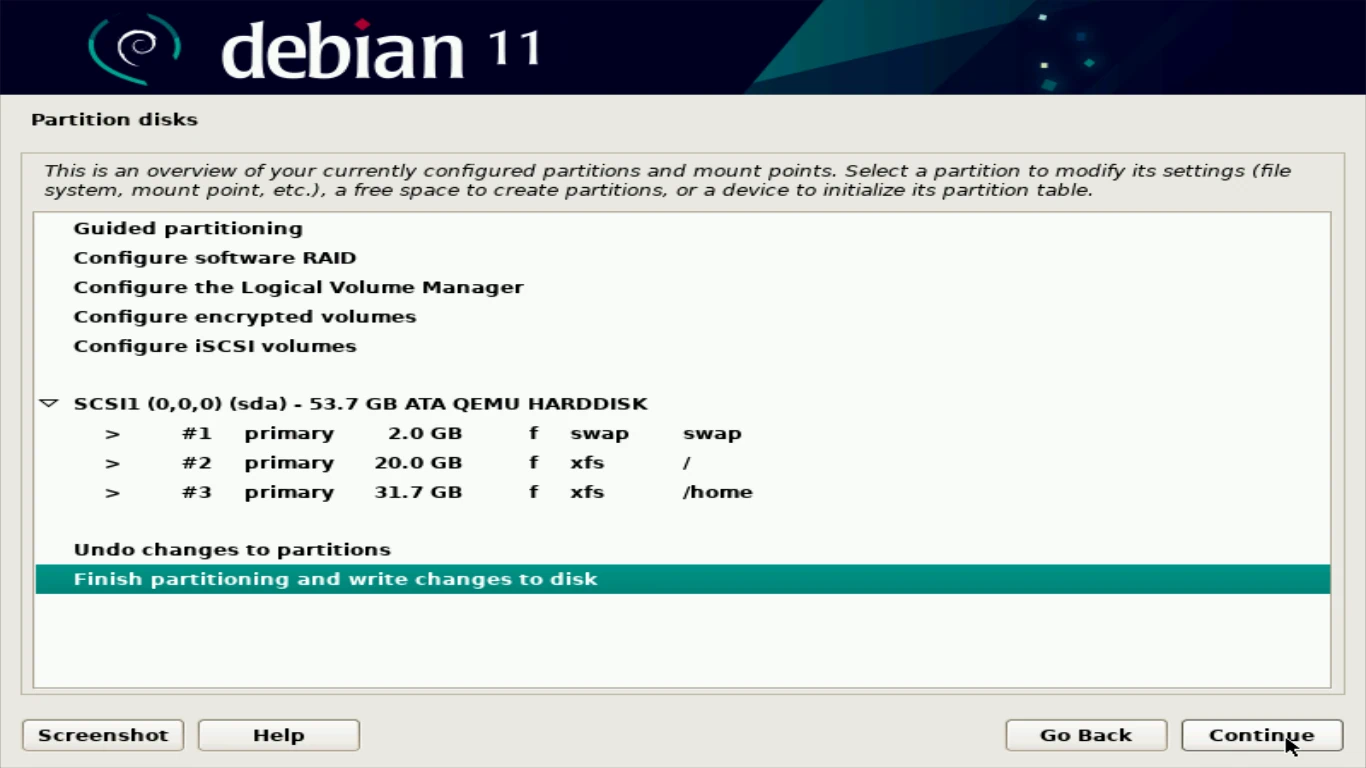 debian 11
Partition disks
This is an overview of your currently configured partitions and mount points. Select a partition to modify its settings (file
system, mount point, etc.), a free space to create partitions, or a device to initialize its partition table.
Guided partitioning
Configure software RAID
Configure the Logical Volume Manager
Configure encrypted volumes
Configure iSCSI volumes
SCSI1 (0,0,0) (sda) - 53.7 GB ATA QEMU HARDDISK
> #1 primary 2.0 GB f swap swap
> #2 primary 20.0 GB f xfs /
> #3 primary 31.7 GB f xfs /home
Undo changes to partitions
Finish partitioning and write changes to disk
Screenshot Help Go Back Continue